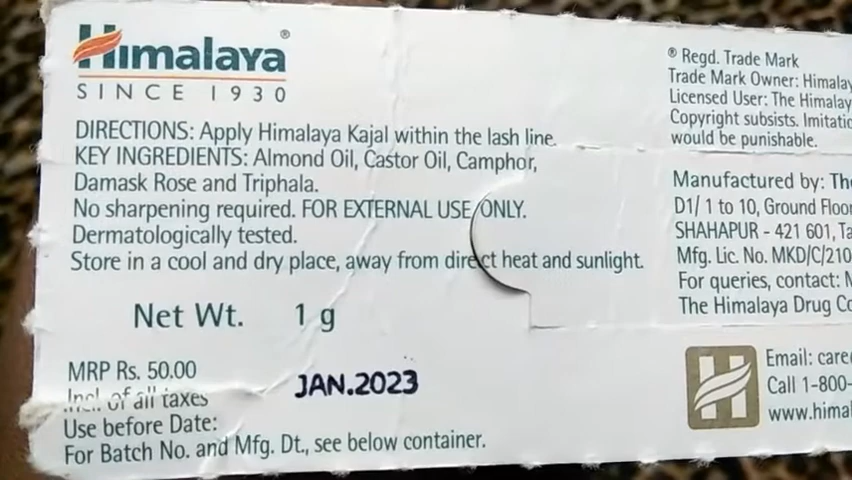 Himalaya®
SINCE 1930
DIRECTIONS: Apply Himalaya Kajal within the lash line.
KEY INGREDIENTS: Almond Oil, Castor Oil, Camphor,
Damask Rose and Triphala.
No sharpening required. FOR EXTERNAL USE ONLY.
Dermatologically tested.
Store in a cool and dry place, away from direct heat and sunlight.
Net Wt. 1 g
MRP Rs. 50.00
Incl. of all taxes
JAN.2023
Use before Date:
For Batch No. and Mfg. Dt., see below container.
® Regd. Trade Mark
Trade Mark Owner: Himalay
Licensed User: The Himalay
Copyright subsists. Imitatio
would be punishable.
Manufactured by: The
D1/ 1 to 10, Ground Floor
SHAHAPUR - 421 601, Ta
Mfg. Lic. No. MKD/C/210
For queries, contact:
The Himalaya Drug Co
Email: care
Call 1-800-
www.himal